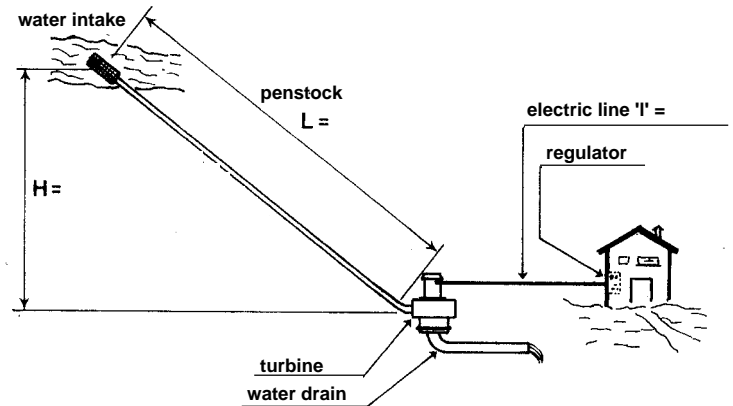 water intake
penstock
L =
electric line 'l' =
regulator
H =
turbine
water drain